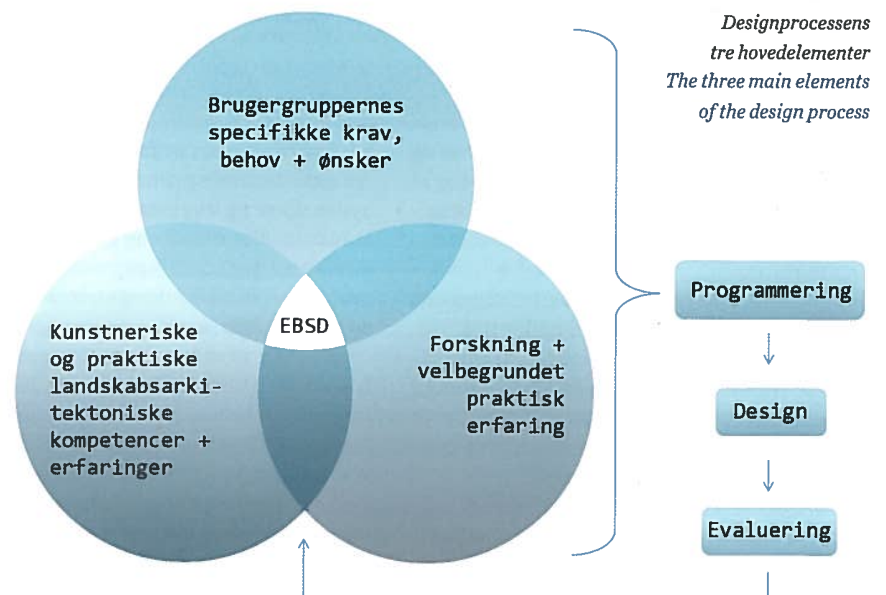 Designprocessens
tre hovedelementer
The three main elements
of the design process
Brugergruppernes
specifikke krav,
behov + ønsker
EBSD
Kunstneriske
og praktiske
landskabsarki-
tektoniske
kompetencer +
erfaringer
Forskning +
velbegrundet
praktisk
erfaring
Programmering
Design
Evaluering